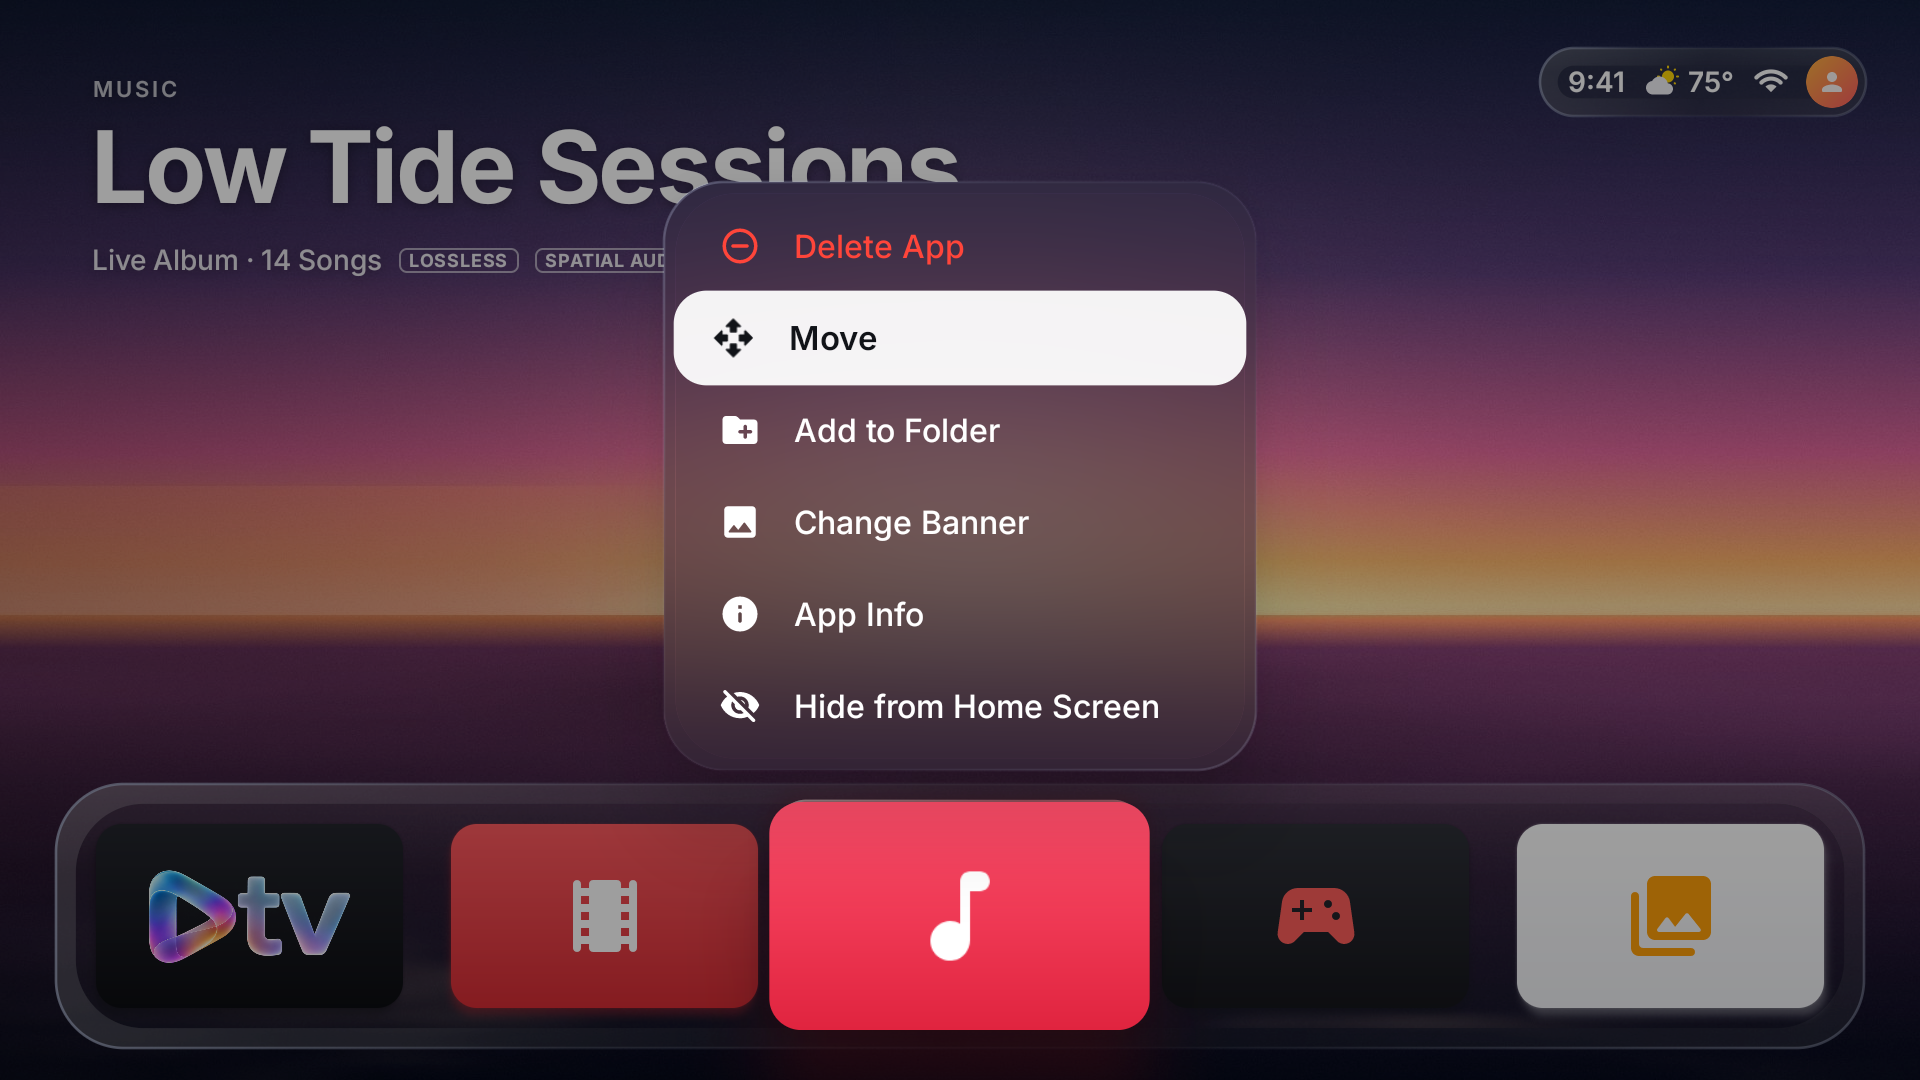 MUSIC
Low Tide Sessions
Live Album · 14 Songs LOSSLESS SPATIAL AUD
9:41 75°
Delete App
Move
Add to Folder
Change Banner
App Info
Hide from Home Screen
tv